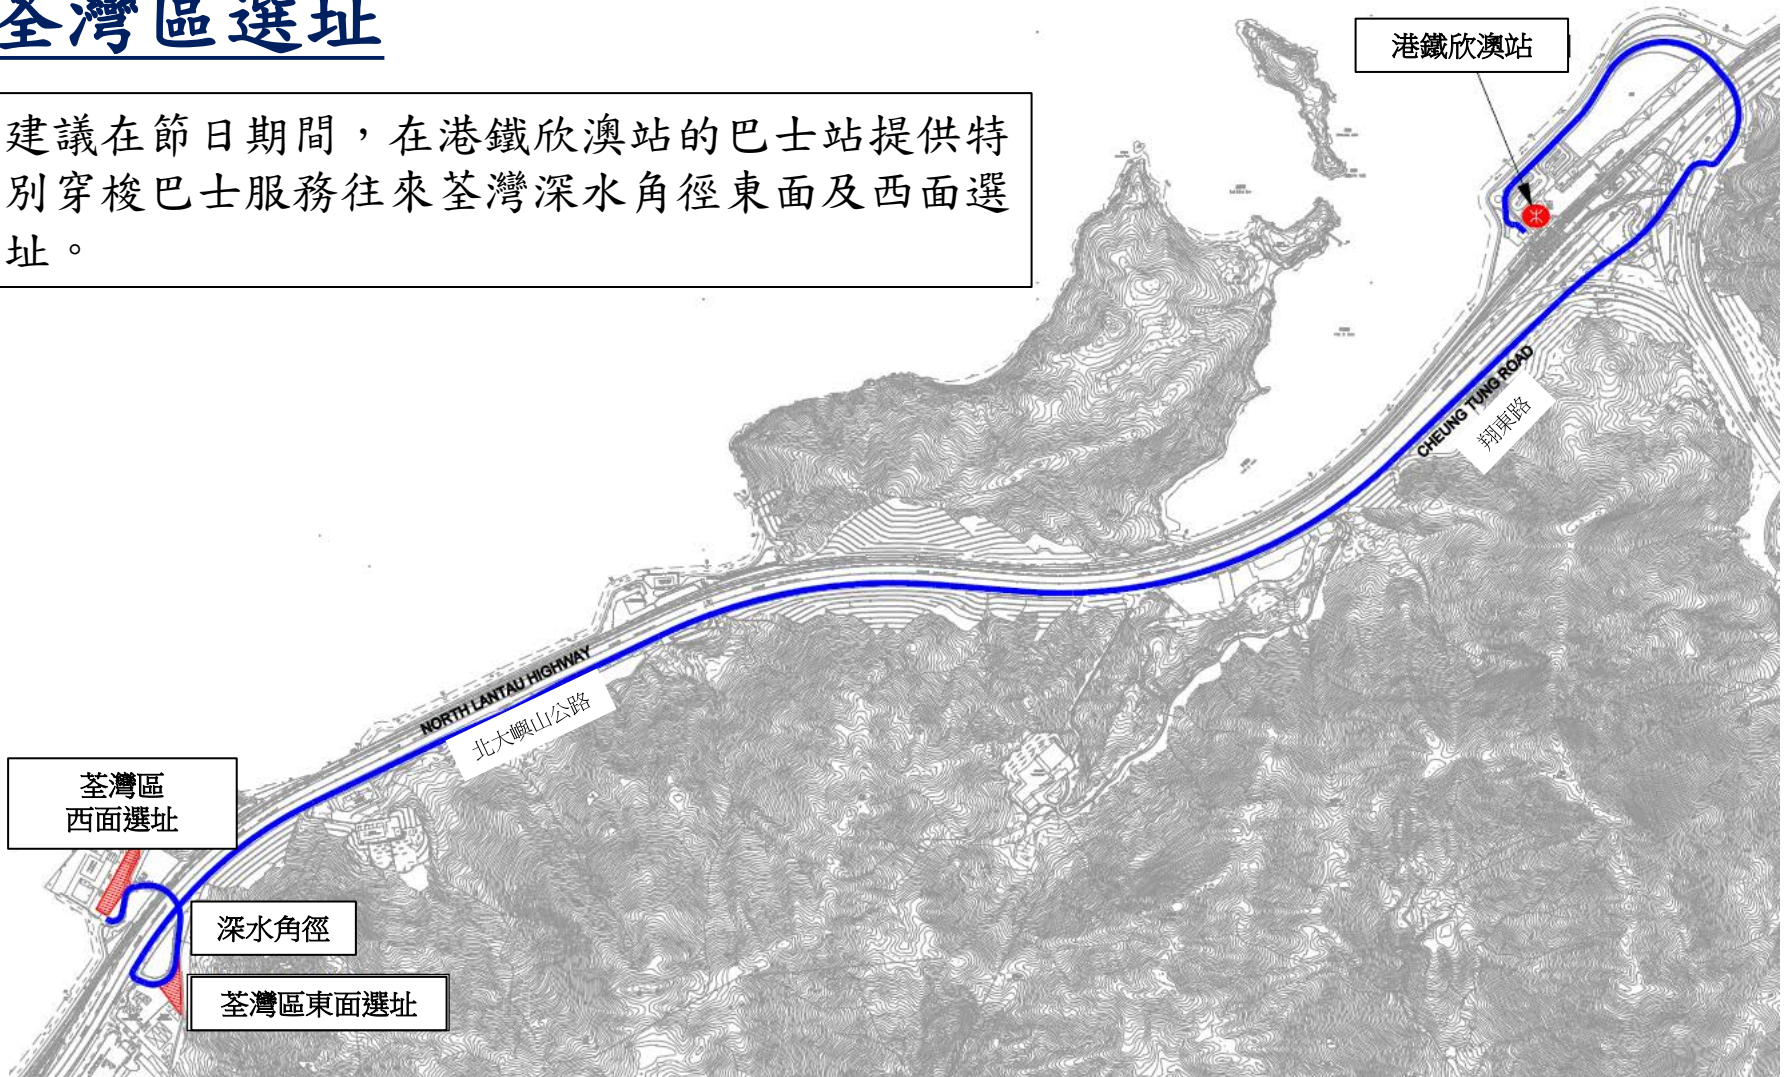 荃灣區選址
建議在節日期間，在港鐵欣澳站的巴士站提供特
別穿梭巴士服務往來荃灣深水角徑東面及西面選
址。
港鐵欣澳站
CHEUNG TUNG ROAD
翔東路
NORTH LANTAU HIGHWAY
北大嶼山公路
荃灣區
西面選址
深水角徑
荃灣區東面選址